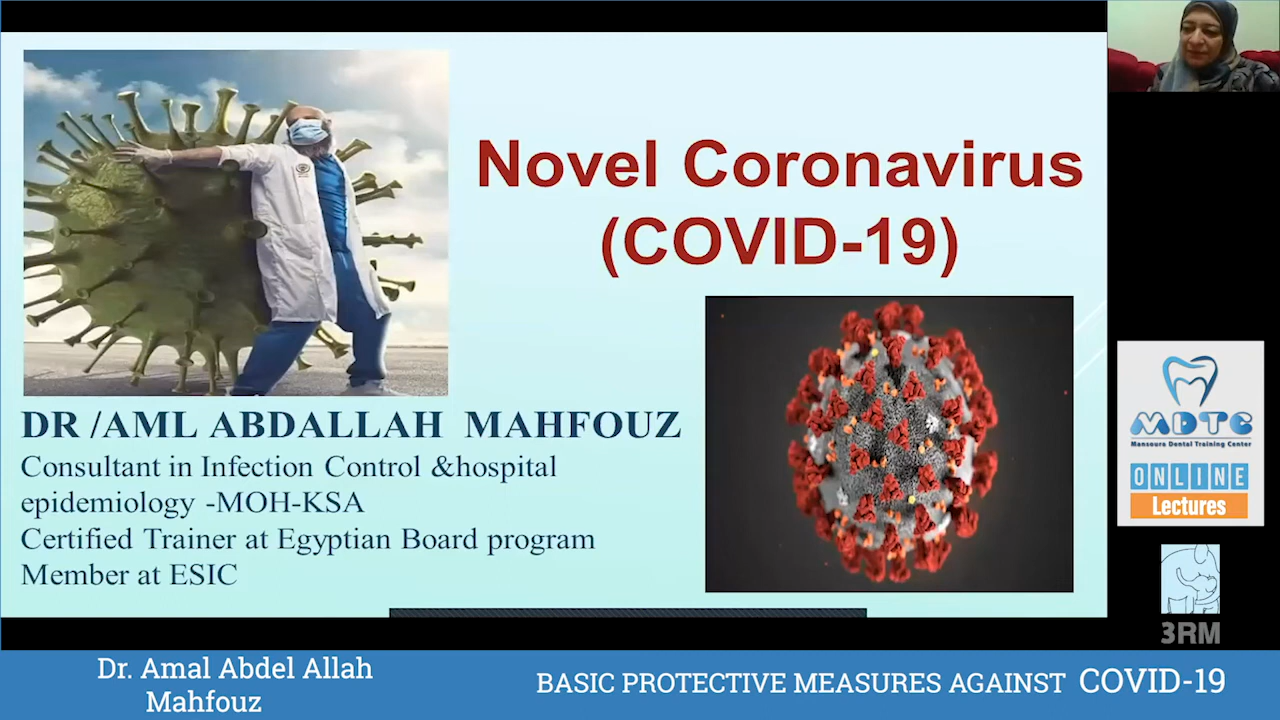 Novel Coronavirus
(COVID-19)
DR /AML ABDALLAH MAHFOUZ
Consultant in Infection Control &hospital
epidemiology -MOH-KSA
Certified Trainer at Egyptian Board program
Member at ESIC
MDTC
Mansoura Dental Training Center
ONLINE
Lectures
3RM
Dr. Amal Abdel Allah
Mahfouz
BASIC PROTECTIVE MEASURES AGAINST COVID-19